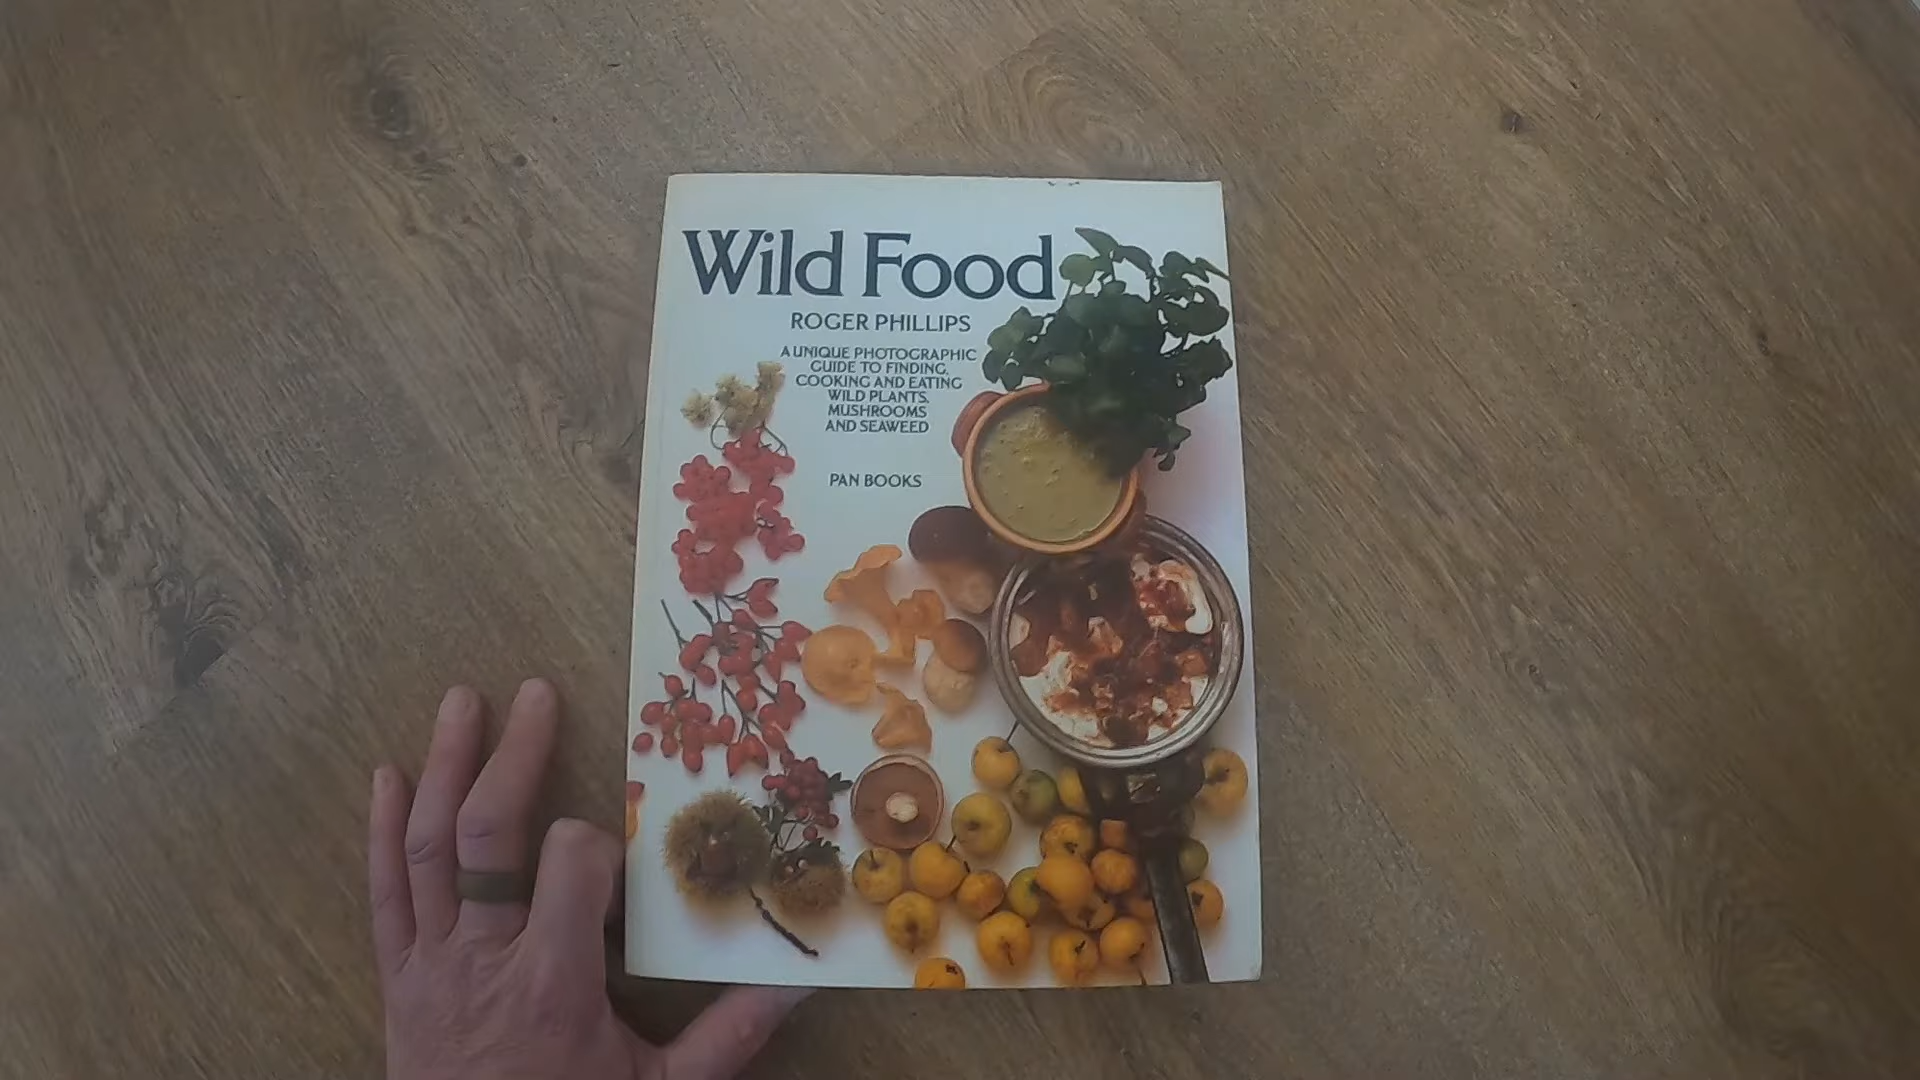 Wild Food
ROGER PHILLIPS
A UNIQUE PHOTOGRAPHIC
GUIDE TO FINDING,
COOKING AND EATING
WILD PLANTS,
MUSHROOMS
AND SEAWEED
PAN BOOKS